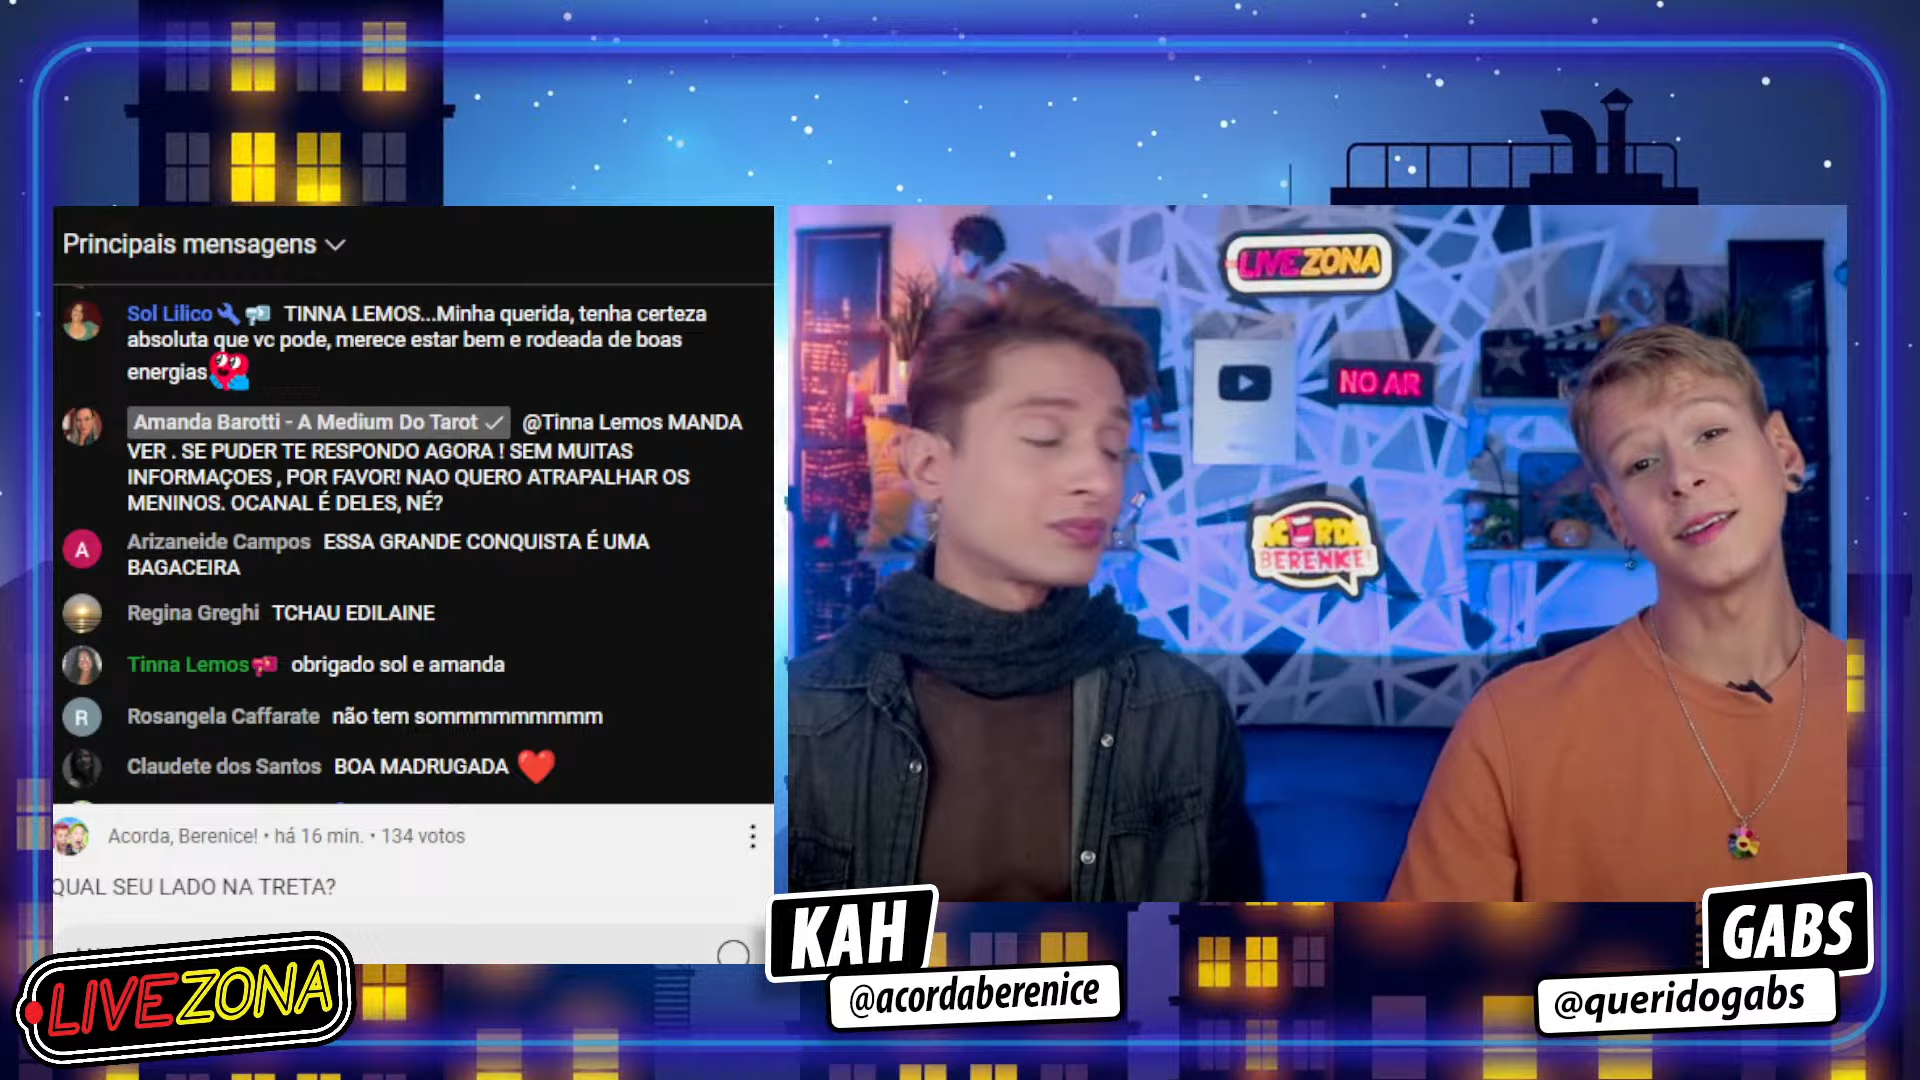 Principais mensagens
Sol Lilico TINNA LEMOS...Minha querida, tenha certeza
absoluta que vc pode, merece estar bem e rodeada de boas
energias
Amanda Barotti - A Medium Do Tarot @Tinna Lemos MANDA
VER . SE PUDER TE RESPONDO AGORA ! SEM MUITAS
INFORMAÇOES , POR FAVOR! NAO QUERO ATRAPALHAR OS
MENINOS. OCANAL É DELES, NÉ?
A
Arizaneide Campos ESSA GRANDE CONQUISTA É UMA
BAGACEIRA
Regina Greghi TCHAU EDILAINE
Tinna Lemos obrigado sol e amanda
R
Rosangela Caffarate não tem sommmmmmmmm
Claudete dos Santos BOA MADRUGADA
Acorda, Berenice! • há 16 min. • 134 votos
QUAL SEU LADO NA TRETA?
LIVEZONA
LIVEZONA
NO AR
ACORDA
BERENICE!
KAH
@acordaberenice
GABS
@queridogabs